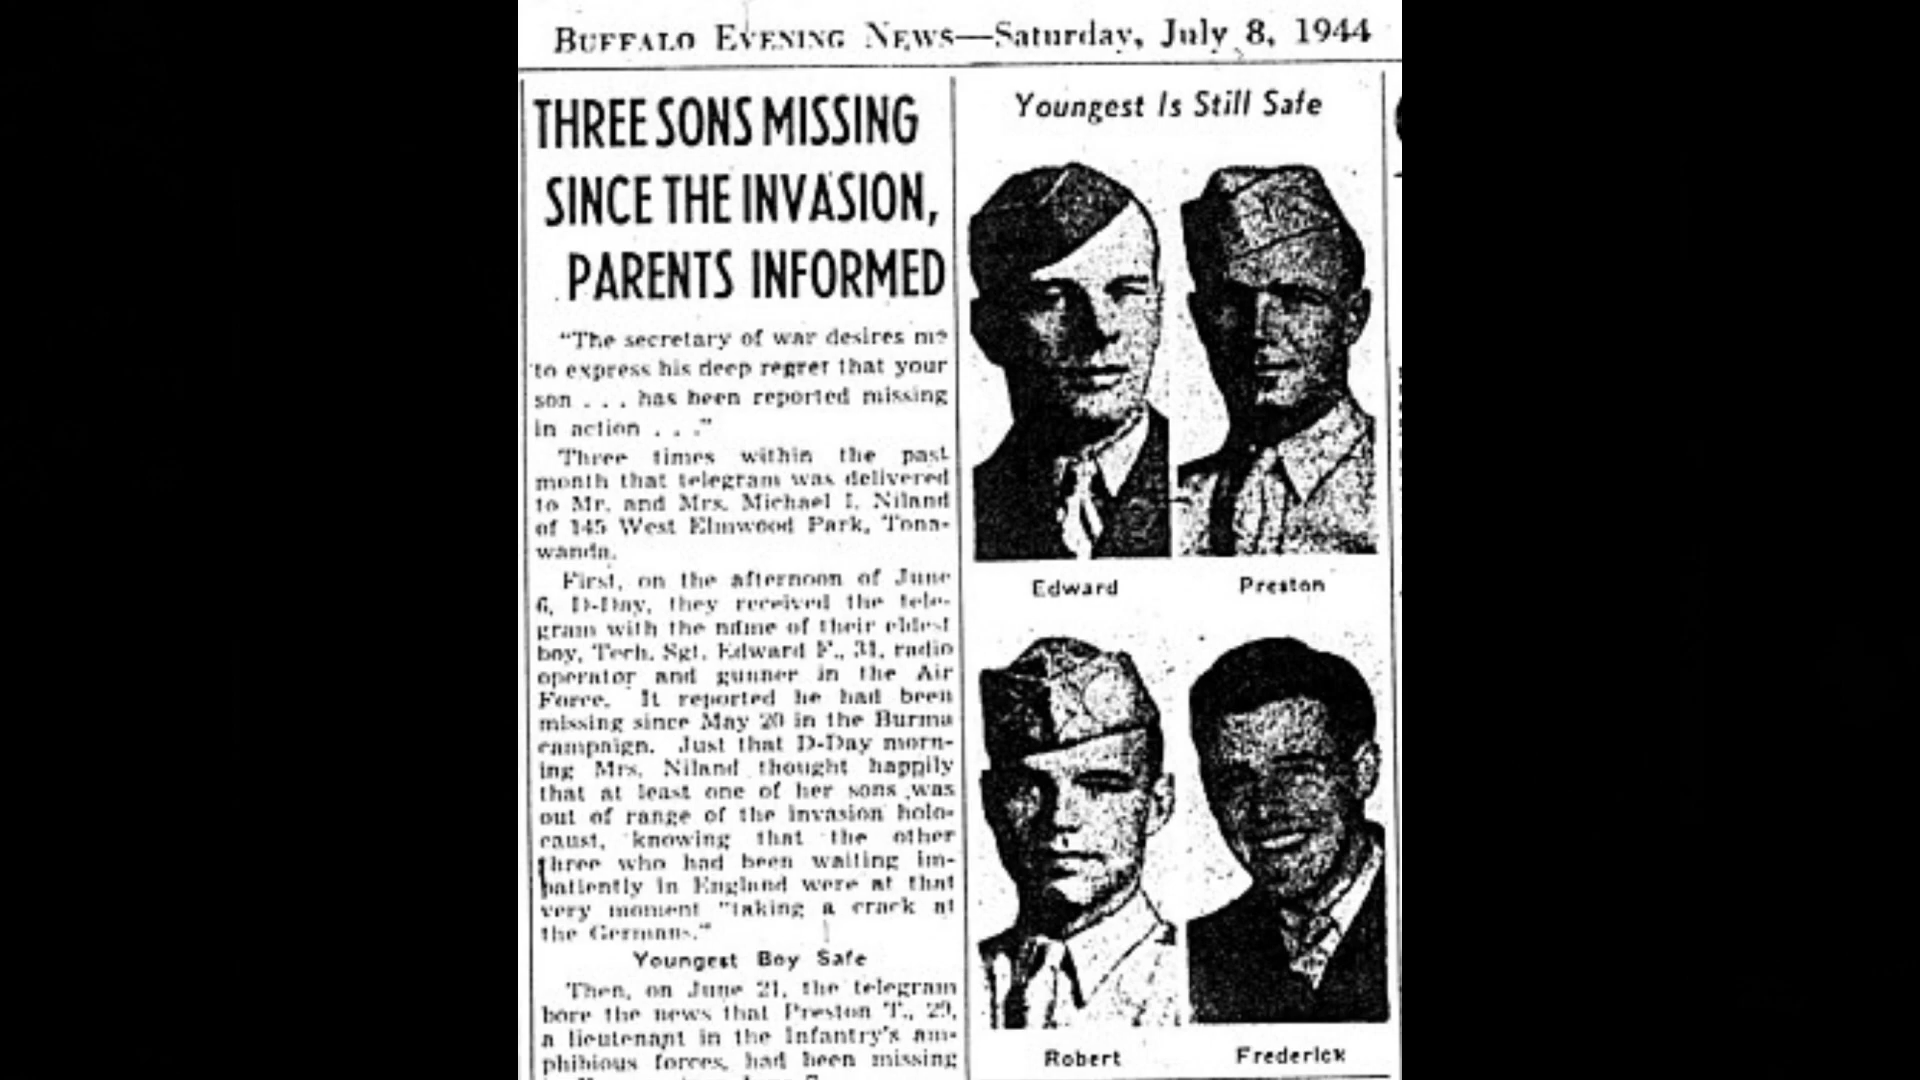 BUFFALO EVENING NEWS—Saturday, July 8, 1944
THREE SONS MISSING
SINCE THE INVASION,
PARENTS INFORMED
"The secretary of war desires me
to express his deep regret that your
son . . . has been reported missing
in action . . ."
Three times within the past
month that telegram was delivered
to Mr. and Mrs. Michael I. Niland
of 145 West Elmwood Park, Tona-
wanda.
First, on the afternoon of June
6, D-Day, they received the tele-
gram with the name of their eldest
boy, Tech. Sgt. Edward F., 31, radio
operator and gunner in the Air
Force. It reported he had been
missing since May 20 in the Burma
campaign. Just that D-Day morn-
ing Mrs. Niland thought happily
that at least one of her sons was
out of range of the invasion holo-
caust, knowing that the other
three who had been waiting im-
patiently in England were at that
very moment "taking a crack at
the Germans."
Youngest Boy Safe
Then, on June 21, the telegram
bore the news that Preston T., 29,
a lieutenant in the Infantry's am-
phibious forces, had been missing
Youngest Is Still Safe
Edward
Preston
Robert
Frederick